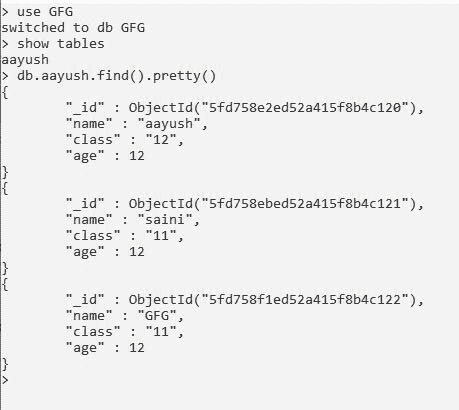 > use GFG
switched to db GFG
> show tables
aayush
> db.aayush.find().pretty()
{
        "_id" : ObjectId("5fd758e2ed52a415f8b4c120"),
        "name" : "aayush",
        "class" : "12",
        "age" : 12
}
{
        "_id" : ObjectId("5fd758ebed52a415f8b4c121"),
        "name" : "saini",
        "class" : "11",
        "age" : 12
}
{
        "_id" : ObjectId("5fd758f1ed52a415f8b4c122"),
        "name" : "GFG",
        "class" : "11",
        "age" : 12
}
>